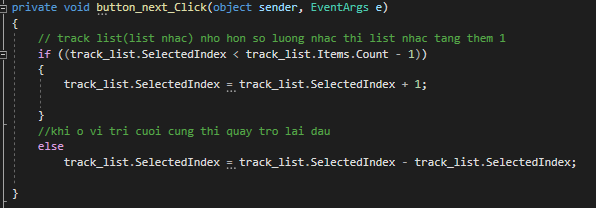 private void button_next_Click(object sender, EventArgs e)
{
// track list(list nhac) nho hon so luong nhac thi list nhac tang them 1
if ((track_list.SelectedIndex < track_list.Items.Count - 1))
{
track_list.SelectedIndex = track_list.SelectedIndex + 1;
}
//khi o vi tri cuoi cung thi quay tro lai dau
else
track_list.SelectedIndex = track_list.SelectedIndex - track_list.SelectedIndex;
}